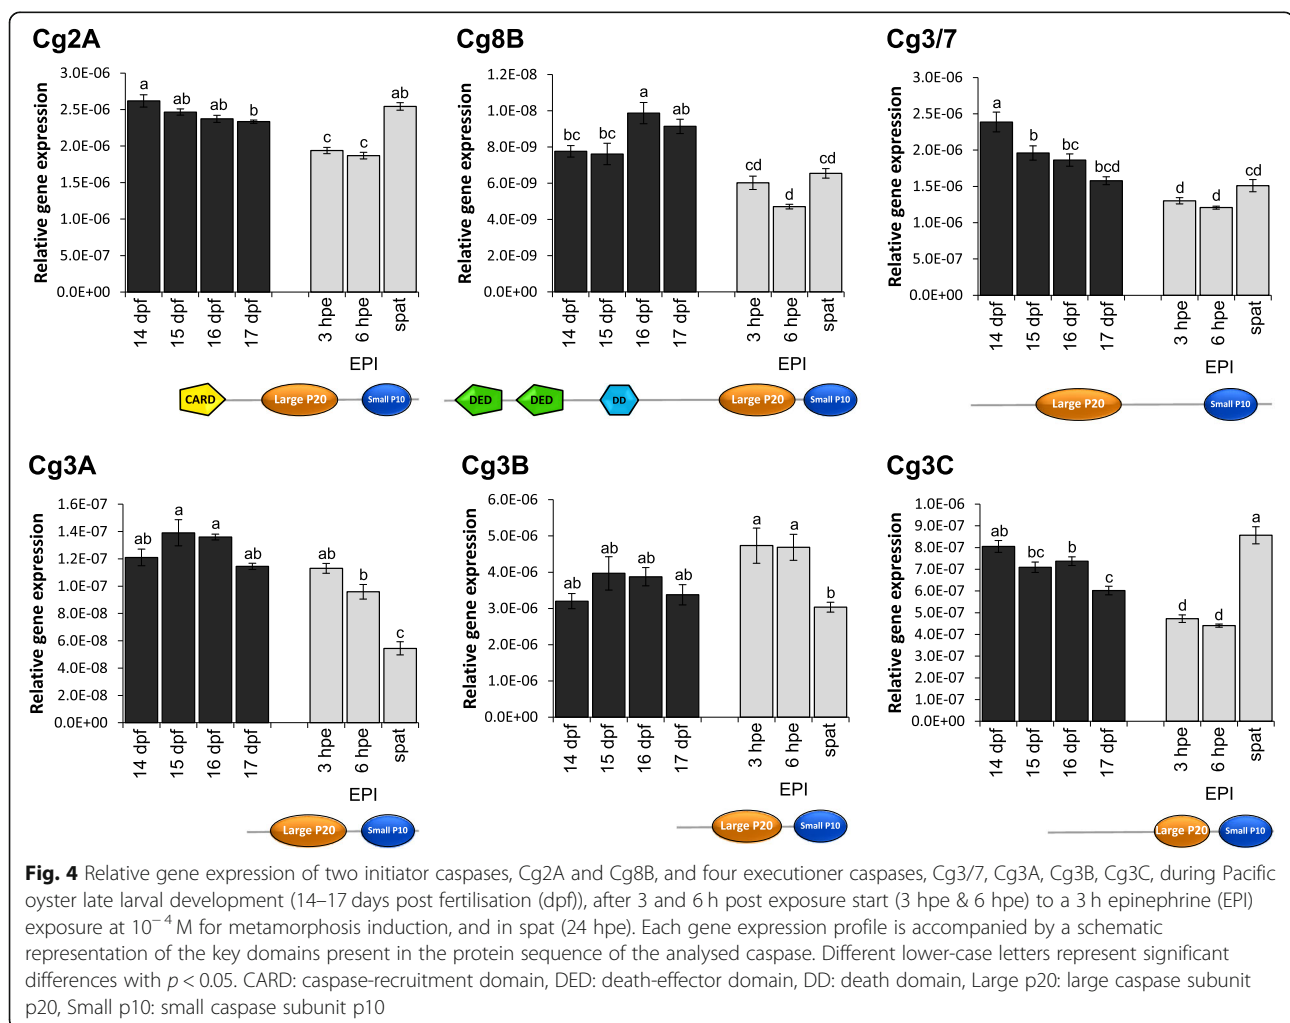 Cg2A
Relative gene expression
3.0E-06
2.5E-06
2.0E-06
1.5E-06
1.0E-06
5.0E-07
0.0E+00
a
ab
ab
b
c
c
ab
14 dpf
15 dpf
16 dpf
17 dpf
3 hpe
6 hpe
spat
EPI
CARD
Large P20
Small P10
Cg8B
Relative gene expression
1.2E-08
1.0E-08
8.0E-09
6.0E-09
4.0E-09
2.0E-09
0.0E+00
bc
bc
a
ab
cd
d
cd
14 dpf
15 dpf
16 dpf
17 dpf
3 hpe
6 hpe
spat
EPI
DED
DED
DD
Large P20
Small P10
Cg3/7
Relative gene expression
3.0E-06
2.5E-06
2.0E-06
1.5E-06
1.0E-06
5.0E-07
0.0E+00
a
b
bc
bcd
d
d
cd
14 dpf
15 dpf
16 dpf
17 dpf
3 hpe
6 hpe
spat
EPI
Large P20
Small P10
Cg3A
Relative gene expression
1.6E-07
1.4E-07
1.2E-07
1.0E-07
8.0E-08
6.0E-08
4.0E-08
2.0E-08
0.0E+00
ab
a
a
ab
ab
b
c
14 dpf
15 dpf
16 dpf
17 dpf
3 hpe
6 hpe
spat
EPI
Large P20
Small P10
Cg3B
Relative gene expression
6.0E-06
5.0E-06
4.0E-06
3.0E-06
2.0E-06
1.0E-06
0.0E+00
ab
ab
ab
ab
a
a
b
14 dpf
15 dpf
16 dpf
17 dpf
3 hpe
6 hpe
spat
EPI
Large P20
Small P10
Cg3C
Relative gene expression
1.0E-06
9.0E-07
8.0E-07
7.0E-07
6.0E-07
5.0E-07
4.0E-07
3.0E-07
2.0E-07
1.0E-07
0.0E+00
ab
bc
b
c
d
d
a
14 dpf
15 dpf
16 dpf
17 dpf
3 hpe
6 hpe
spat
EPI
Large P20
Small P10
Fig. 4 Relative gene expression of two initiator caspases, Cg2A and Cg8B, and four executioner caspases, Cg3/7, Cg3A, Cg3B, Cg3C, during Pacific
oyster late larval development (14–17 days post fertilisation (dpf)), after 3 and 6 h post exposure start (3 hpe & 6 hpe) to a 3 h epinephrine (EPI)
exposure at 10⁻⁴ M for metamorphosis induction, and in spat (24 hpe). Each gene expression profile is accompanied by a schematic
representation of the key domains present in the protein sequence of the analysed caspase. Different lower-case letters represent significant
differences with p < 0.05. CARD: caspase-recruitment domain, DED: death-effector domain, DD: death domain, Large p20: large caspase subunit
p20, Small p10: small caspase subunit p10